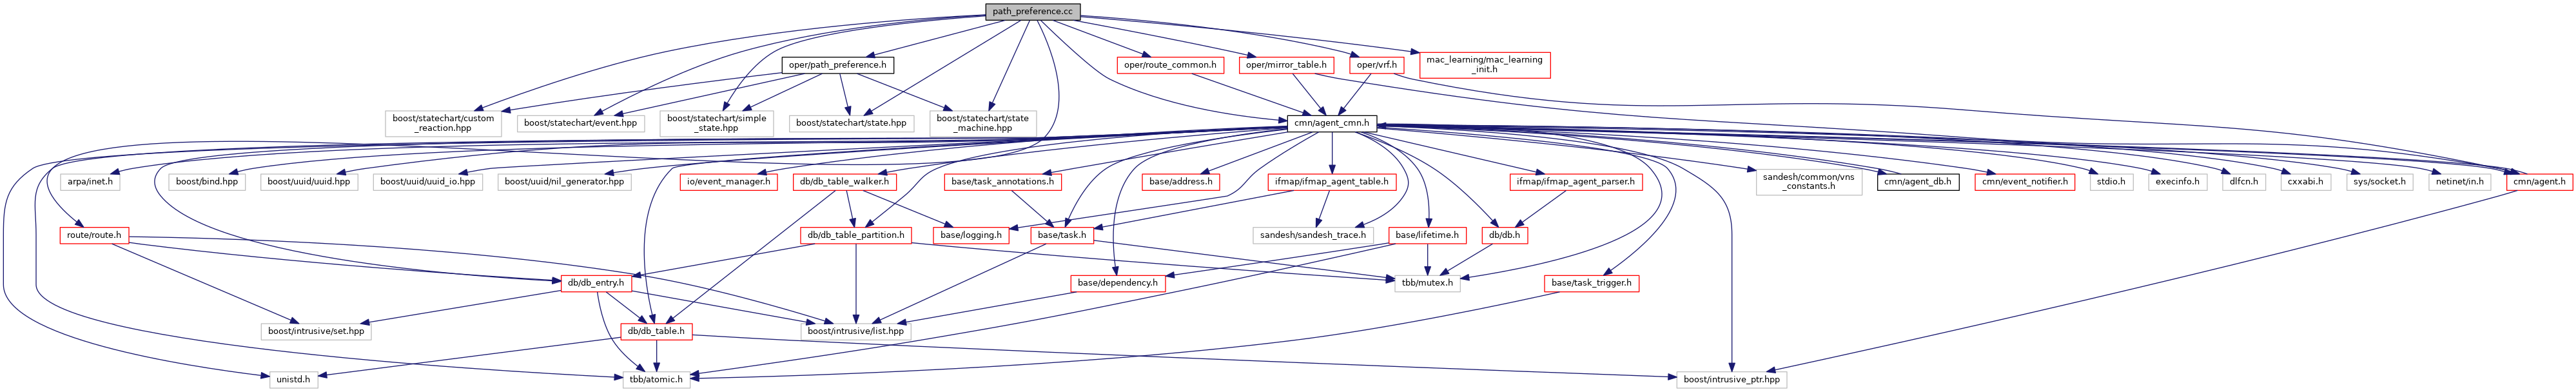 path_preference.cc
oper/path_preference.h
oper/route_common.h
oper/mirror_table.h
oper/vrf.h
mac_learning/mac_learning
_init.h
boost/statechart/custom
_reaction.hpp
boost/statechart/event.hpp
boost/statechart/simple
_state.hpp
boost/statechart/state.hpp
boost/statechart/state
_machine.hpp
cmn/agent_cmn.h
arpa/inet.h
boost/bind.hpp
boost/uuid/uuid.hpp
boost/uuid/uuid_io.hpp
boost/uuid/nil_generator.hpp
io/event_manager.h
db/db_table_walker.h
base/task_annotations.h
base/address.h
ifmap/ifmap_agent_table.h
ifmap/ifmap_agent_parser.h
sandesh/common/vns
_constants.h
cmn/agent_db.h
cmn/event_notifier.h
stdio.h
execinfo.h
dlfcn.h
cxxabi.h
sys/socket.h
netinet/in.h
cmn/agent.h
route/route.h
db/db_table_partition.h
base/logging.h
base/task.h
sandesh/sandesh_trace.h
base/lifetime.h
db/db.h
db/db_entry.h
base/dependency.h
tbb/mutex.h
base/task_trigger.h
boost/intrusive/set.hpp
db/db_table.h
boost/intrusive/list.hpp
unistd.h
tbb/atomic.h
boost/intrusive_ptr.hpp